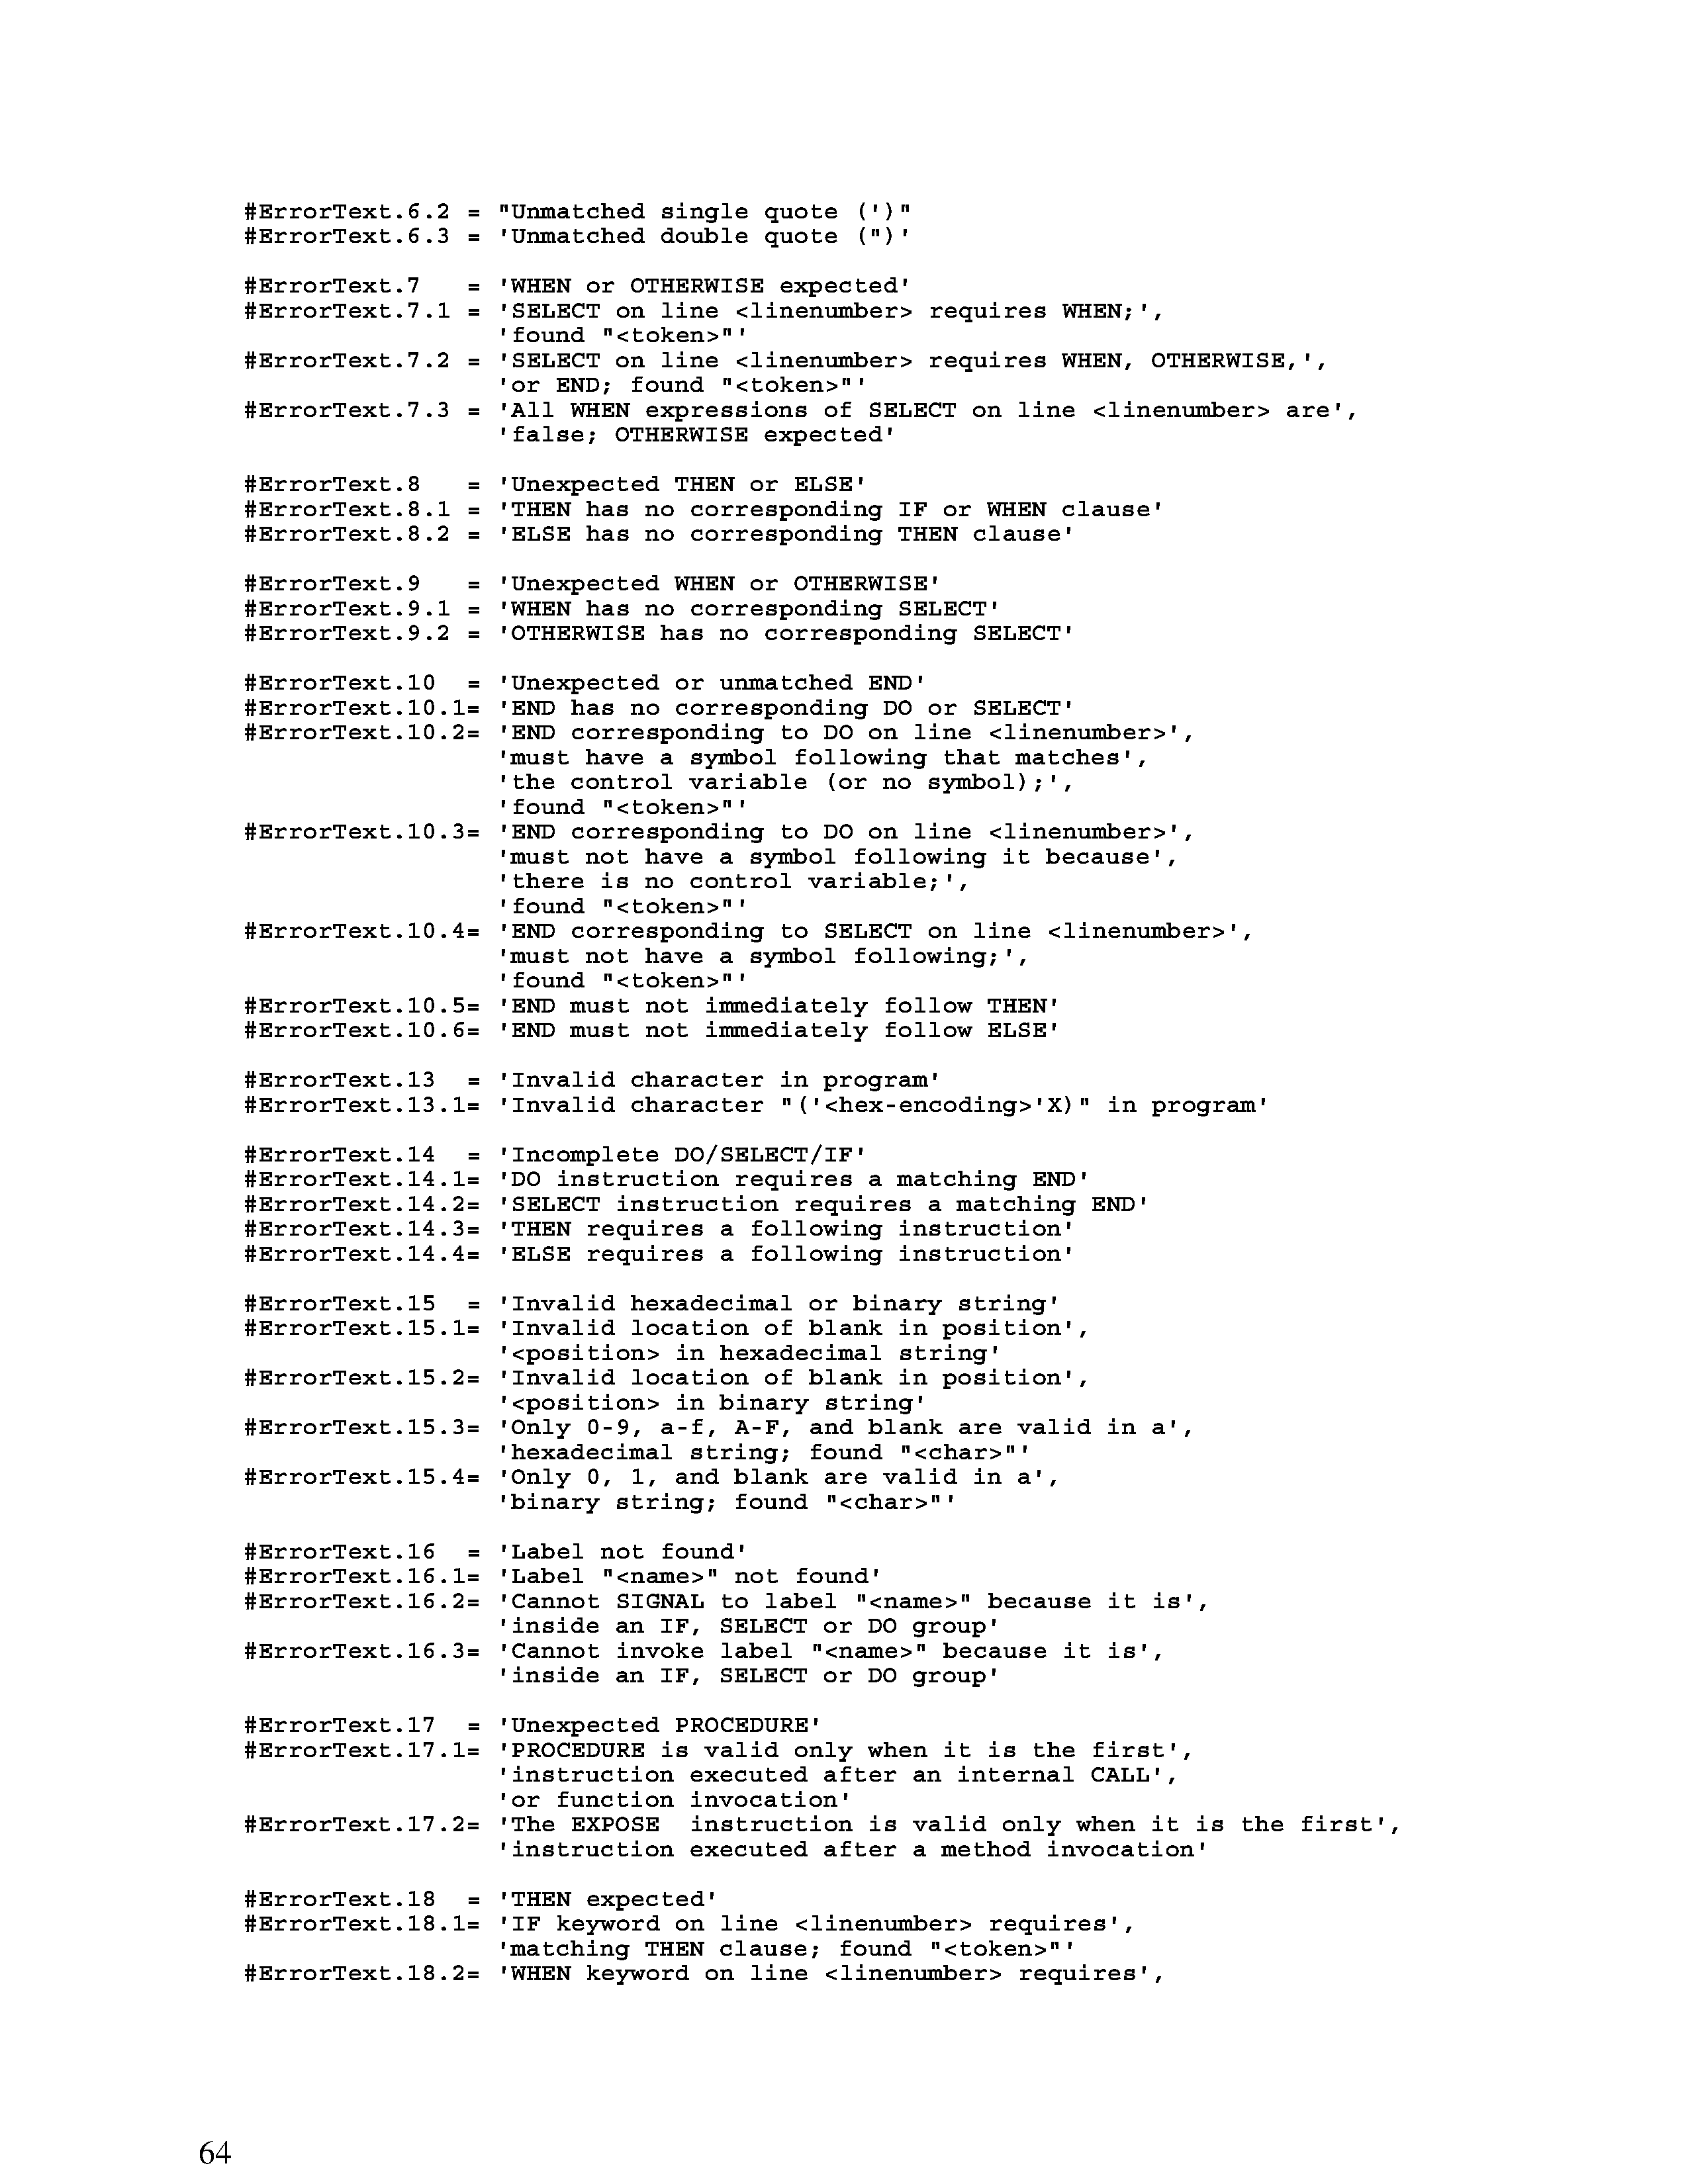 #ErrorText.6.2 = "Unmatched single quote (')"
#ErrorText.6.3 = 'Unmatched double quote (")'
#ErrorText.7   = 'WHEN or OTHERWISE expected'
#ErrorText.7.1 = 'SELECT on line <linenumber> requires WHEN;',
'found "<token>"'
#ErrorText.7.2 = 'SELECT on line <linenumber> requires WHEN, OTHERWISE,',
'or END; found "<token>"'
#ErrorText.7.3 = 'All WHEN expressions of SELECT on line <linenumber> are',
'false; OTHERWISE expected'
#ErrorText.8   = 'Unexpected THEN or ELSE'
#ErrorText.8.1 = 'THEN has no corresponding IF or WHEN clause'
#ErrorText.8.2 = 'ELSE has no corresponding THEN clause'
#ErrorText.9   = 'Unexpected WHEN or OTHERWISE'
#ErrorText.9.1 = 'WHEN has no corresponding SELECT'
#ErrorText.9.2 = 'OTHERWISE has no corresponding SELECT'
#ErrorText.10  = 'Unexpected or unmatched END'
#ErrorText.10.1= 'END has no corresponding DO or SELECT'
#ErrorText.10.2= 'END corresponding to DO on line <linenumber>',
'must have a symbol following that matches',
'the control variable (or no symbol);',
'found "<token>"'
#ErrorText.10.3= 'END corresponding to DO on line <linenumber>',
'must not have a symbol following it because',
'there is no control variable;',
'found "<token>"'
#ErrorText.10.4= 'END corresponding to SELECT on line <linenumber>',
'must not have a symbol following;',
'found "<token>"'
#ErrorText.10.5= 'END must not immediately follow THEN'
#ErrorText.10.6= 'END must not immediately follow ELSE'
#ErrorText.13  = 'Invalid character in program'
#ErrorText.13.1= 'Invalid character "('<hex-encoding>'X)" in program'
#ErrorText.14  = 'Incomplete DO/SELECT/IF'
#ErrorText.14.1= 'DO instruction requires a matching END'
#ErrorText.14.2= 'SELECT instruction requires a matching END'
#ErrorText.14.3= 'THEN requires a following instruction'
#ErrorText.14.4= 'ELSE requires a following instruction'
#ErrorText.15  = 'Invalid hexadecimal or binary string'
#ErrorText.15.1= 'Invalid location of blank in position',
'<position> in hexadecimal string'
#ErrorText.15.2= 'Invalid location of blank in position',
'<position> in binary string'
#ErrorText.15.3= 'Only 0-9, a-f, A-F, and blank are valid in a',
'hexadecimal string; found "<char>"'
#ErrorText.15.4= 'Only 0, 1, and blank are valid in a',
'binary string; found "<char>"'
#ErrorText.16  = 'Label not found'
#ErrorText.16.1= 'Label "<name>" not found'
#ErrorText.16.2= 'Cannot SIGNAL to label "<name>" because it is',
'inside an IF, SELECT or DO group'
#ErrorText.16.3= 'Cannot invoke label "<name>" because it is',
'inside an IF, SELECT or DO group'
#ErrorText.17  = 'Unexpected PROCEDURE'
#ErrorText.17.1= 'PROCEDURE is valid only when it is the first',
'instruction executed after an internal CALL',
'or function invocation'
#ErrorText.17.2= 'The EXPOSE  instruction is valid only when it is the first',
'instruction executed after a method invocation'
#ErrorText.18  = 'THEN expected'
#ErrorText.18.1= 'IF keyword on line <linenumber> requires',
'matching THEN clause; found "<token>"'
#ErrorText.18.2= 'WHEN keyword on line <linenumber> requires',
64